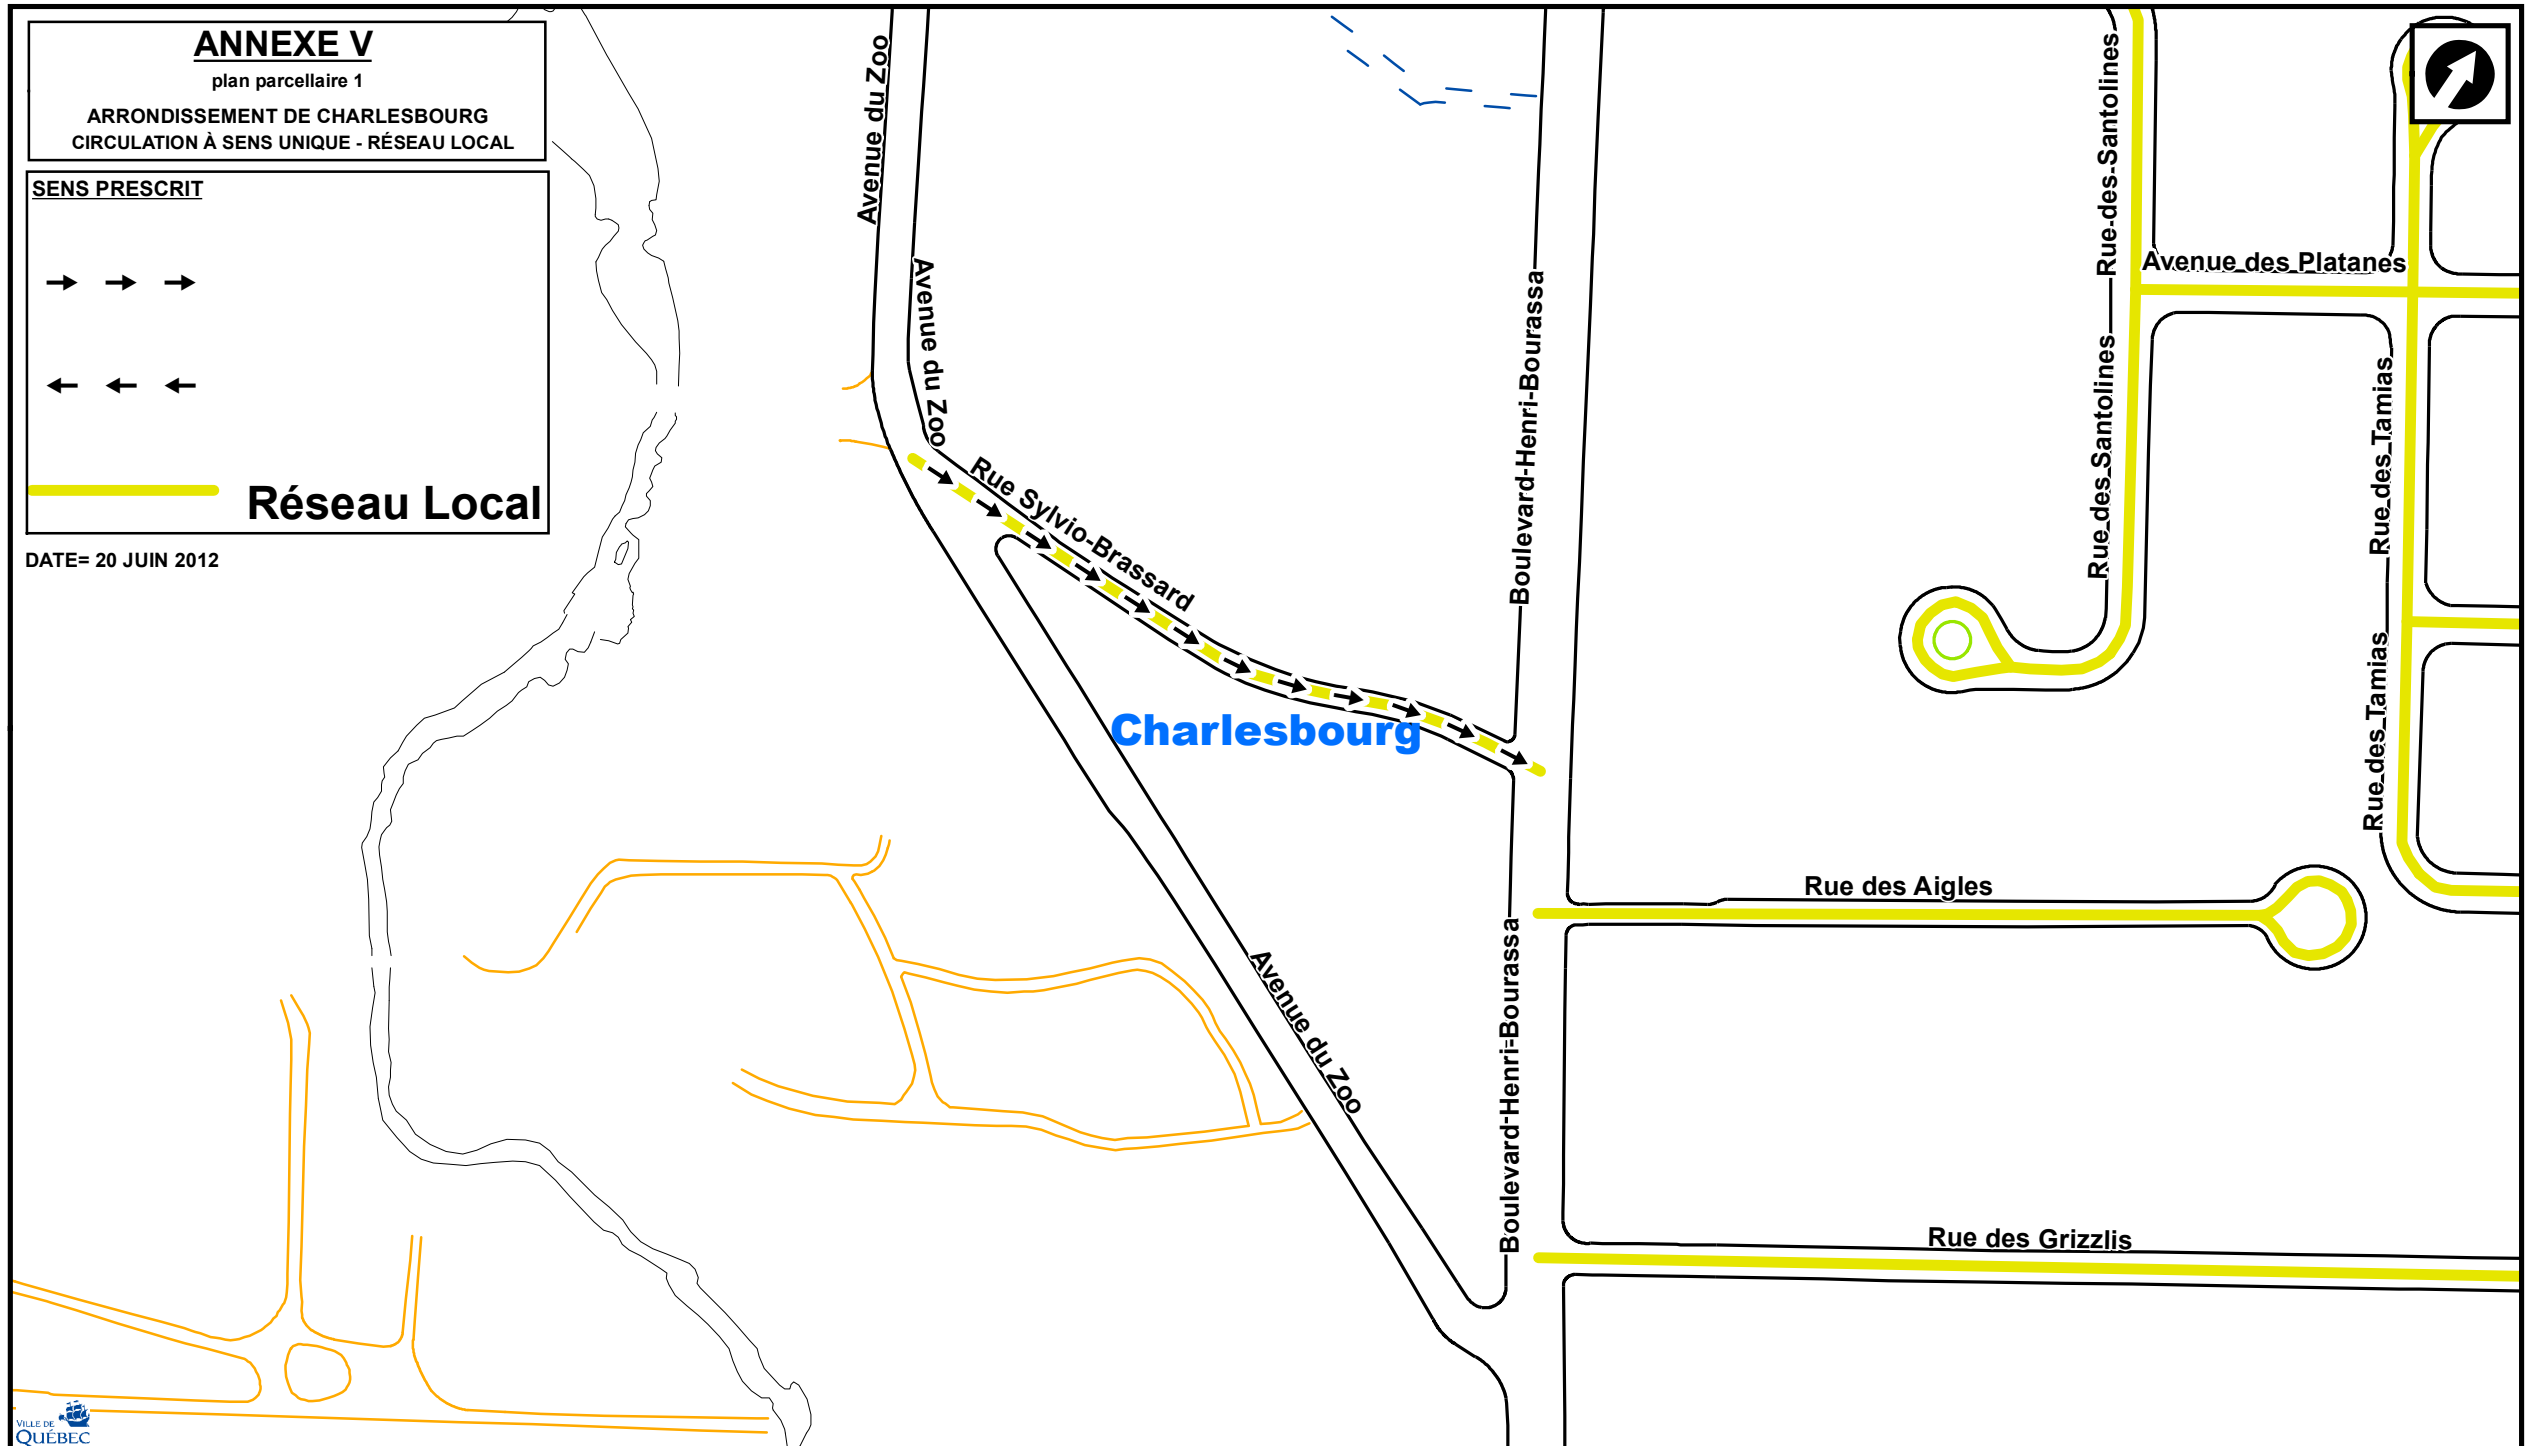 ANNEXE V
plan parcellaire 1
ARRONDISSEMENT DE CHARLESBOURG
CIRCULATION À SENS UNIQUE - RÉSEAU LOCAL
SENS PRESCRIT
Réseau Local
DATE= 20 JUIN 2012
Avenue du Zoo
Avenue du Zoo
Rue Sylvio-Brassard
Boulevard-Henri-Bourassa
Rue-des-Santolines
Avenue des Platanes
Rue des Santolines
Rue des Tamias
Rue des Tamias
Charlesbourg
Rue des Aigles
Avenue du Zoo
Boulevard-Henri-Bourassa
Rue des Grizzlis
VILLE DE
QUÉBEC